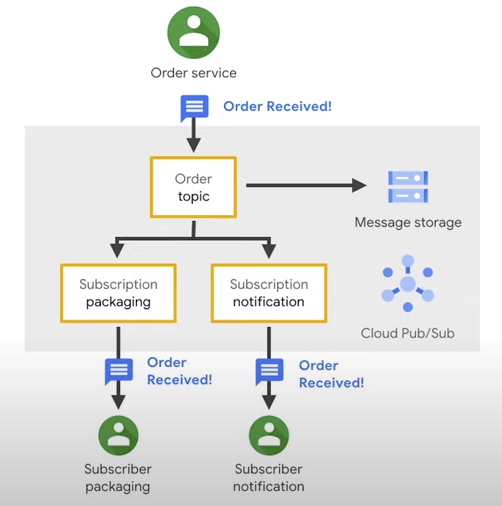 Order service
Order Received!
Order
topic
Message storage
Subscription
packaging
Subscription
notification
Cloud Pub/Sub
Order
Received!
Order
Received!
Subscriber
packaging
Subscriber
notification